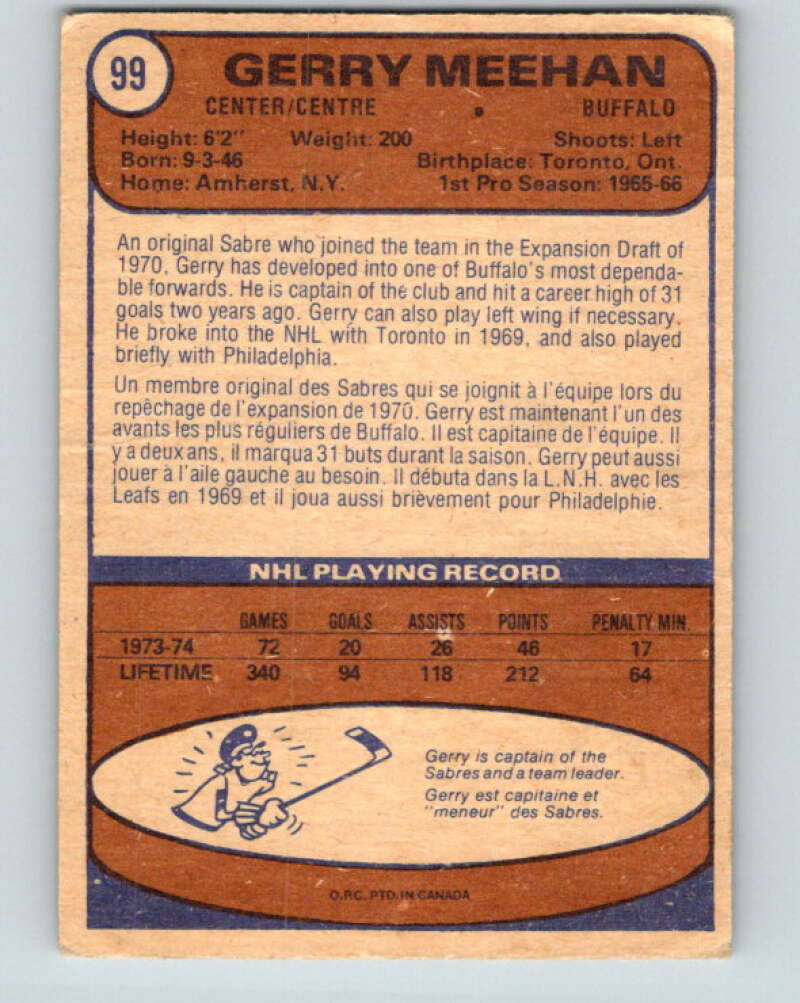 99
GERRY MEEHAN
CENTER/CENTRE . BUFFALO
Height: 6'2" Weight: 200 Shoots: Left
Born: 9-3-46 Birthplace: Toronto, Ont.
Home: Amherst, N.Y. 1st Pro Season: 1965-66
An original Sabre who joined the team in the Expansion Draft of
1970, Gerry has developed into one of Buffalo's most dependa-
ble forwards. He is captain of the club and hit a career high of 31
goals two years ago. Gerry can also play left wing if necessary.
He broke into the NHL with Toronto in 1969, and also played
briefly with Philadelphia.
Un membre original des Sabres qui se joignit à l'équipe lors du
repêchage de l'expansion de 1970. Gerry est maintenant l'un des
avants les plus réguliers de Buffalo. Il est capitaine de l'équipe. Il
y a deux ans, il marqua 31 buts durant la saison. Gerry peut aussi
jouer à l'aile gauche au besoin. Il débuta dans la L.N.H. avec les
Leafs en 1969 et il joua aussi brièvement pour Philadelphie.
NHL PLAYING RECORD
GAMES GOALS ASSISTS POINTS PENALTY MIN.
1973-74 72 20 26 46 17
LIFETIME 340 94 118 212 64
Gerry is captain of the
Sabres and a team leader.
Gerry est capitaine et
"meneur" des Sabres.
O.P.C. PTD. IN CANADA